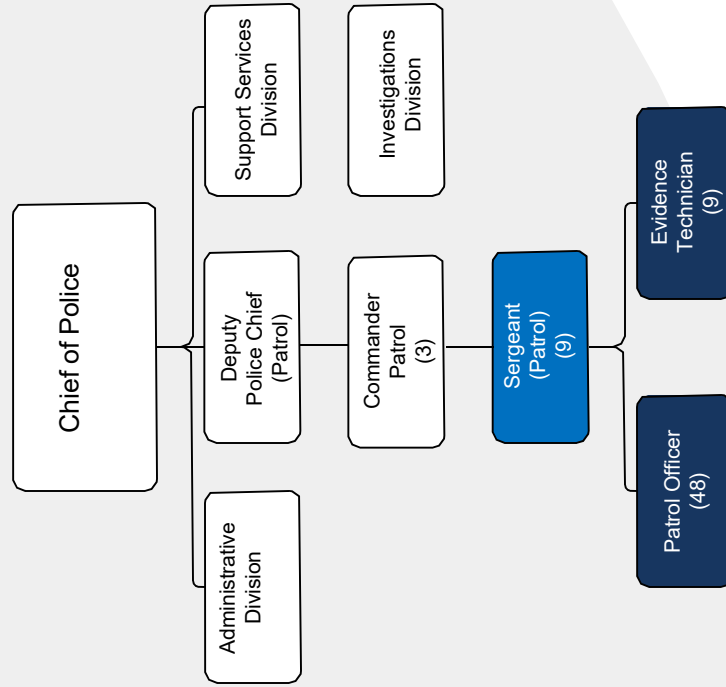 Chief of Police
Administrative
Division
Deputy
Police Chief
(Patrol)
Support Services
Division
Commander
Patrol
(3)
Investigations
Division
Sergeant
(Patrol)
(9)
Patrol Officer
(48)
Evidence
Technician
(9)